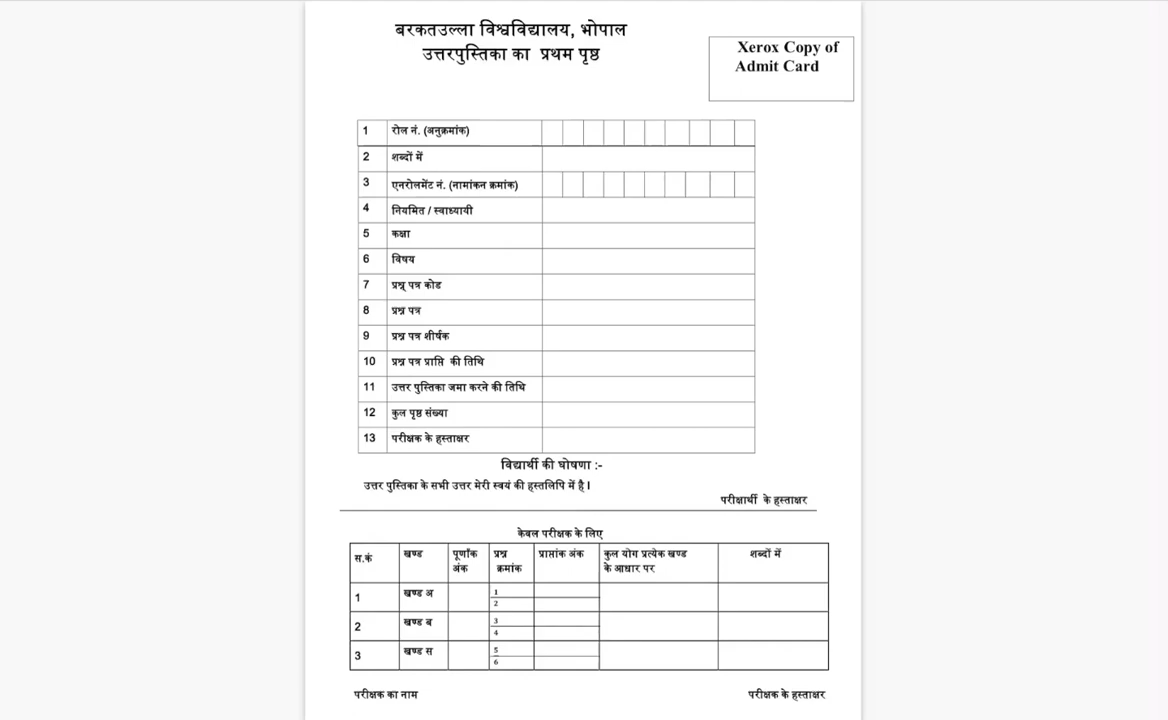 बरकतउल्ला विश्वविद्यालय, भोपाल
उत्तरपुस्तिका का प्रथम पृष्ठ
Xerox Copy of
Admit Card
1 रोल नं. (अनुक्रमांक)
2 शब्दों में
3 एनरोलमेंट नं. (नामांकन क्रमांक)
4 नियमित / स्वाध्यायी
5 कक्षा
6 विषय
7 प्रश्न् पत्र कोड
8 प्रश्न पत्र
9 प्रश्न पत्र शीर्षक
10 प्रश्न पत्र प्राप्ति की तिथि
11 उत्तर पुस्तिका जमा करने की तिथि
12 कुल पृष्ठ संख्या
13 परीक्षक के हस्ताक्षर
विद्यार्थी की घोषणा :-
उत्तर पुस्तिका के सभी उत्तर मेरी स्वयं की हस्तलिपि में है ।
परीक्षार्थी के हस्ताक्षर
केवल परीक्षक के लिए
स.कं खण्ड पूर्णांक अंक प्रश्न क्रमांक प्राप्तांक अंक कुल योग प्रत्येक खण्ड के आधार पर शब्दों में
1 खण्ड अ 1
2
2 खण्ड ब 3
4
3 खण्ड स 5
6
परीक्षक का नाम परीक्षक के हस्ताक्षर